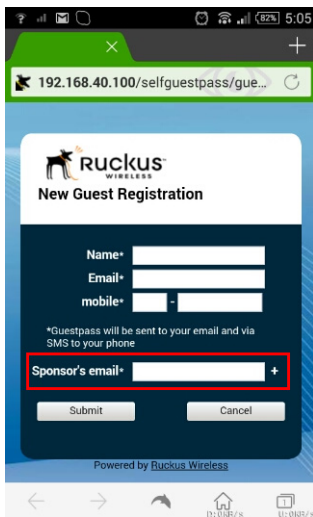 82% 5:05
192.168.40.100/selfguestpass/gue...
RUCKUS
WIRELESS
New Guest Registration
Name*
Email*
mobile* -
*Guestpass will be sent to your email and via
SMS to your phone
Sponsor's email* +
Submit Cancel
Powered by Ruckus Wireless